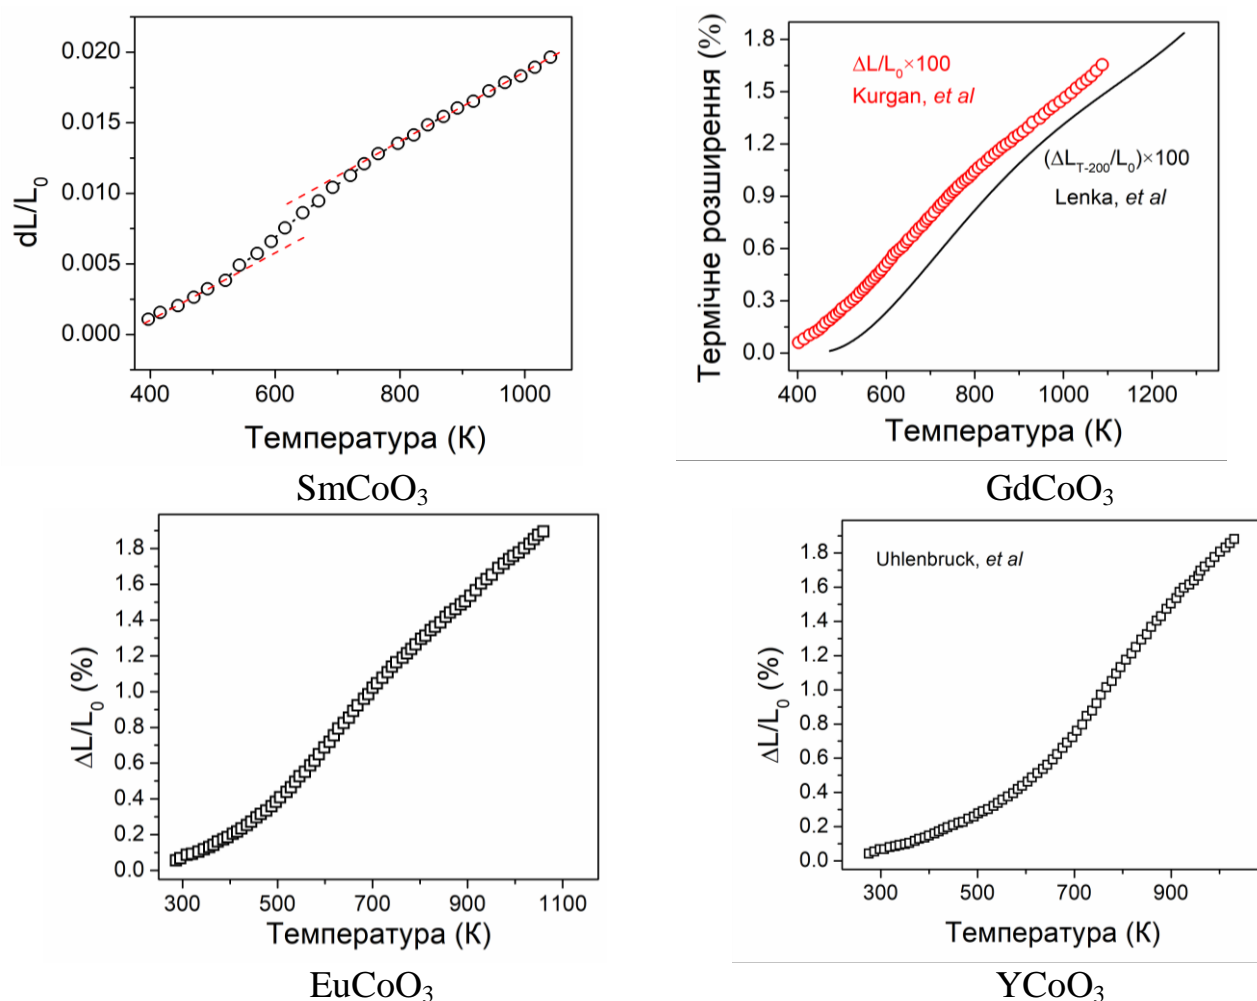 dL/L₀
0.020
0.015
0.010
0.005
0.000
400
600
800
1000
Температура (К)
SmCoO₃
Термічне розширення (%)
1.8
1.5
1.2
0.9
0.6
0.3
0.0
ΔL/L₀×100
Kurgan, et al
(ΔL_T-200/L₀)×100
Lenka, et al
400
600
800
1000
1200
Температура (К)
GdCoO₃
ΔL/L₀ (%)
1.8
1.6
1.4
1.2
1.0
0.8
0.6
0.4
0.2
0.0
300
500
700
900
1100
Температура (К)
EuCoO₃
ΔL/L₀ (%)
1.8
1.6
1.4
1.2
1.0
0.8
0.6
0.4
0.2
0.0
Uhlenbruck, et al
300
500
700
900
Температура (К)
YCoO₃